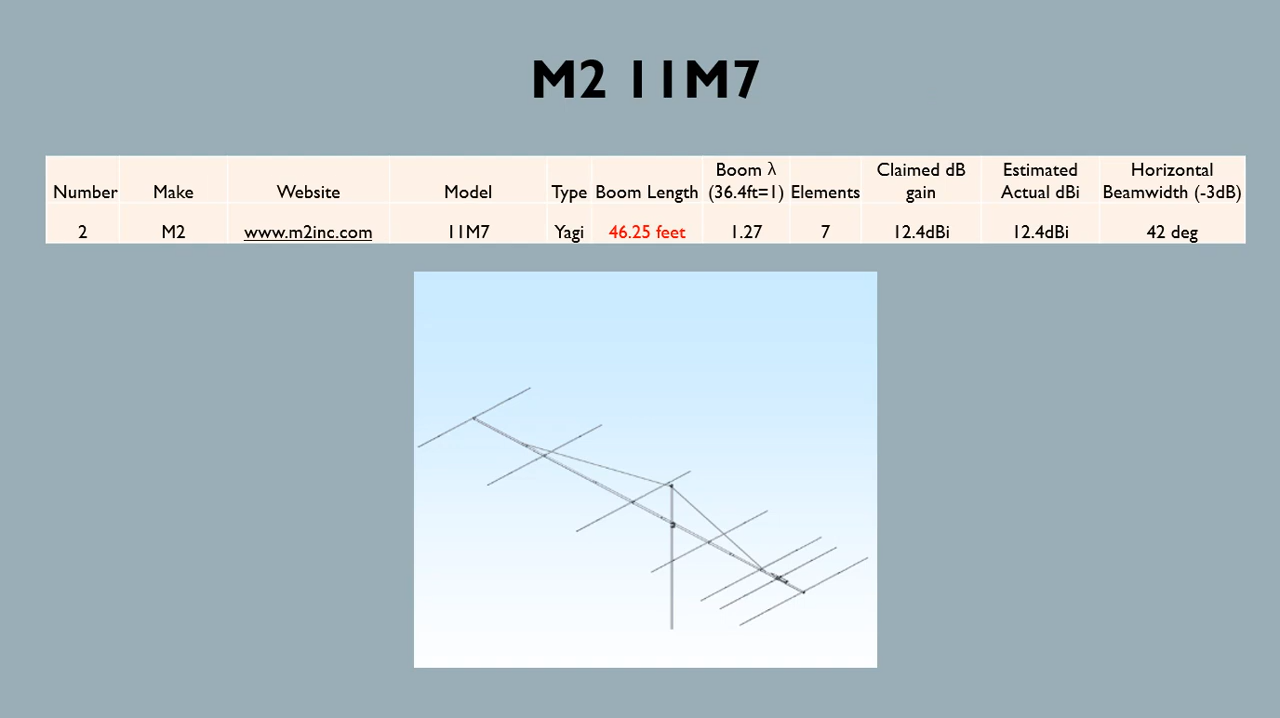 M2 11M7
Boom λ Claimed dB Estimated Horizontal
Number Make Website Model Type Boom Length (36.4ft=1) Elements gain Actual dBi Beamwidth (-3dB)
2 M2 www.m2inc.com 11M7 Yagi 46.25 feet 1.27 7 12.4dBi 12.4dBi 42 deg